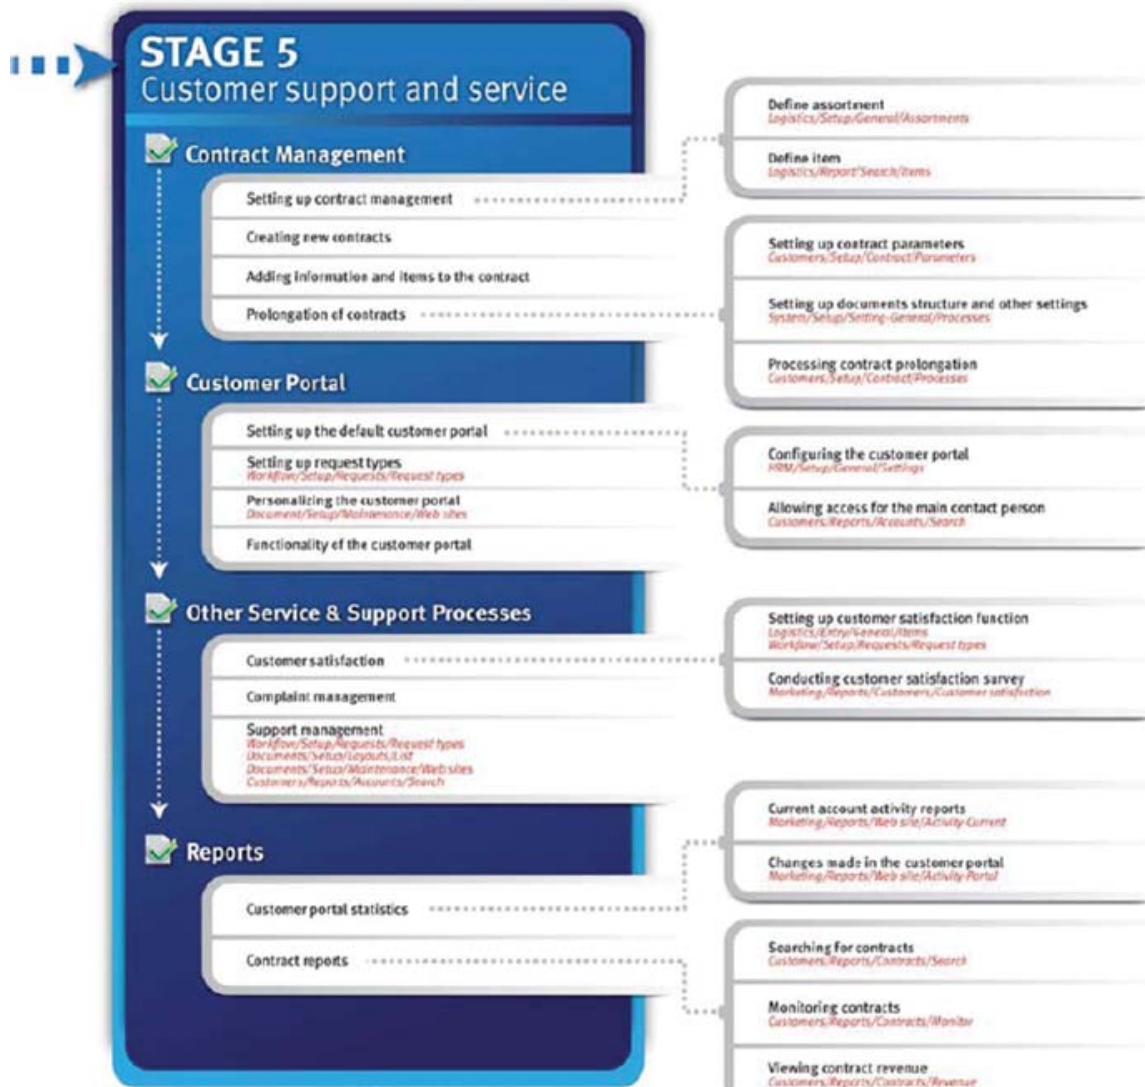 STAGE 5
Customer support and service
Contract Management
Setting up contract management
Creating new contracts
Adding information and items to the contract
Prolongation of contracts
Customer Portal
Setting up the default customer portal
Setting up request types
Workflow/Setup/Requests/Request types
Personalizing the customer portal
Document/Setup/Maintenance/Web sites
Functionality of the customer portal
Other Service & Support Processes
Customer satisfaction
Complaint management
Support management
Workflow/Setup/Requests/Request types
Documents/Setup/Layouts/List
Documents/Setup/Maintenance/Web sites
Customers/Reports/Accounts/Search
Reports
Customer portal statistics
Contract reports
Define assortment
Logistics/Setup/General/Assortments
Define item
Logistics/Report/Search/Items
Setting up contract parameters
Customers/Setup/Contract/Parameters
Setting up documents structure and other settings
System/Setup/Setting-General/Processes
Processing contract prolongation
Customers/Setup/Contract/Processes
Configuring the customer portal
HRM/Setup/General/Settings
Allowing access for the main contact person
Customers/Reports/Accounts/Search
Setting up customer satisfaction function
Logistics/Entry/General/Items
Workflow/Setup/Requests/Request types
Conducting customer satisfaction survey
Marketing/Reports/Customers/Customer satisfaction
Current account activity reports
Marketing/Reports/Web site/Activity-Current
Changes made in the customer portal
Marketing/Reports/Web site/Activity-Portal
Searching for contracts
Customers/Reports/Contracts/Search
Monitoring contracts
Customers/Reports/Contracts/Monitor
Viewing contract revenue
Customers/Reports/Contracts/Revenue